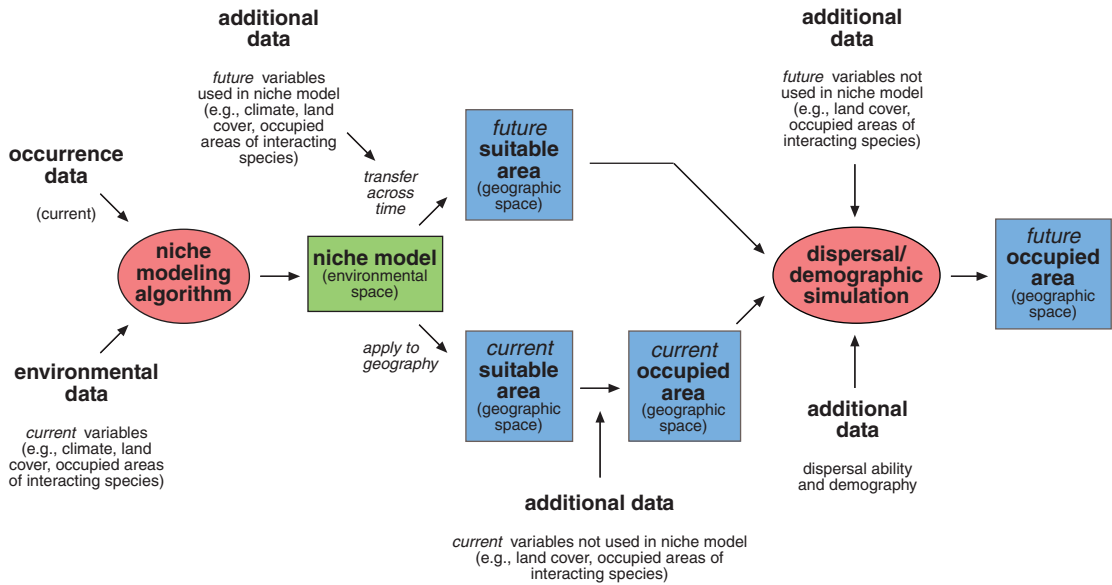 additional
data
future variables
used in niche model
(e.g., climate, land
cover, occupied
areas of interacting
species)
occurrence
data
(current)
niche
modeling
algorithm
environmental
data
current variables
(e.g., climate, land
cover, occupied areas
of interacting species)
transfer
across
time
niche model
(environmental
space)
apply to
geography
future
suitable
area
(geographic
space)
current
suitable
area
(geographic
space)
current
occupied
area
(geographic
space)
additional data
current variables not used in niche model
(e.g., land cover, occupied areas of
interacting species)
additional
data
future variables not
used in niche model
(e.g., land cover,
occupied areas of
interacting species)
dispersal/
demographic
simulation
additional
data
dispersal ability
and demography
future
occupied
area
(geographic
space)